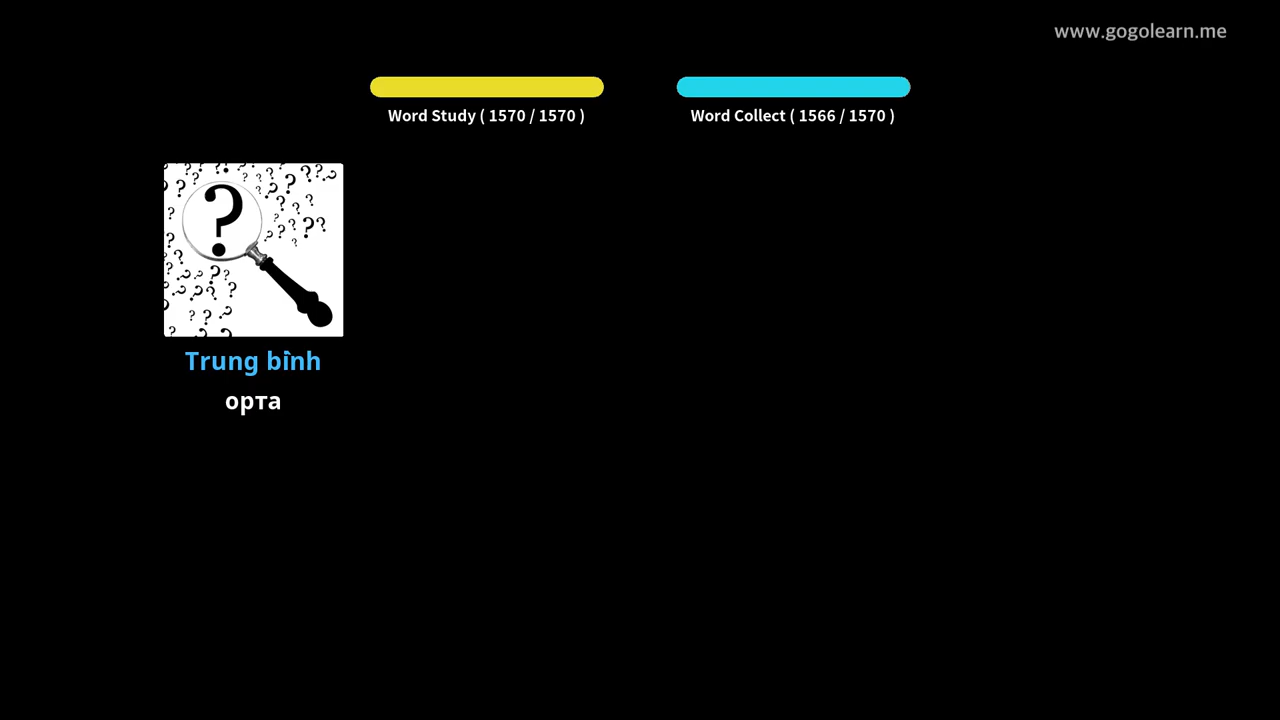 www.gogolearn.me
Word Study ( 1570 / 1570 )
Word Collect ( 1566 / 1570 )
Trung bình
орта